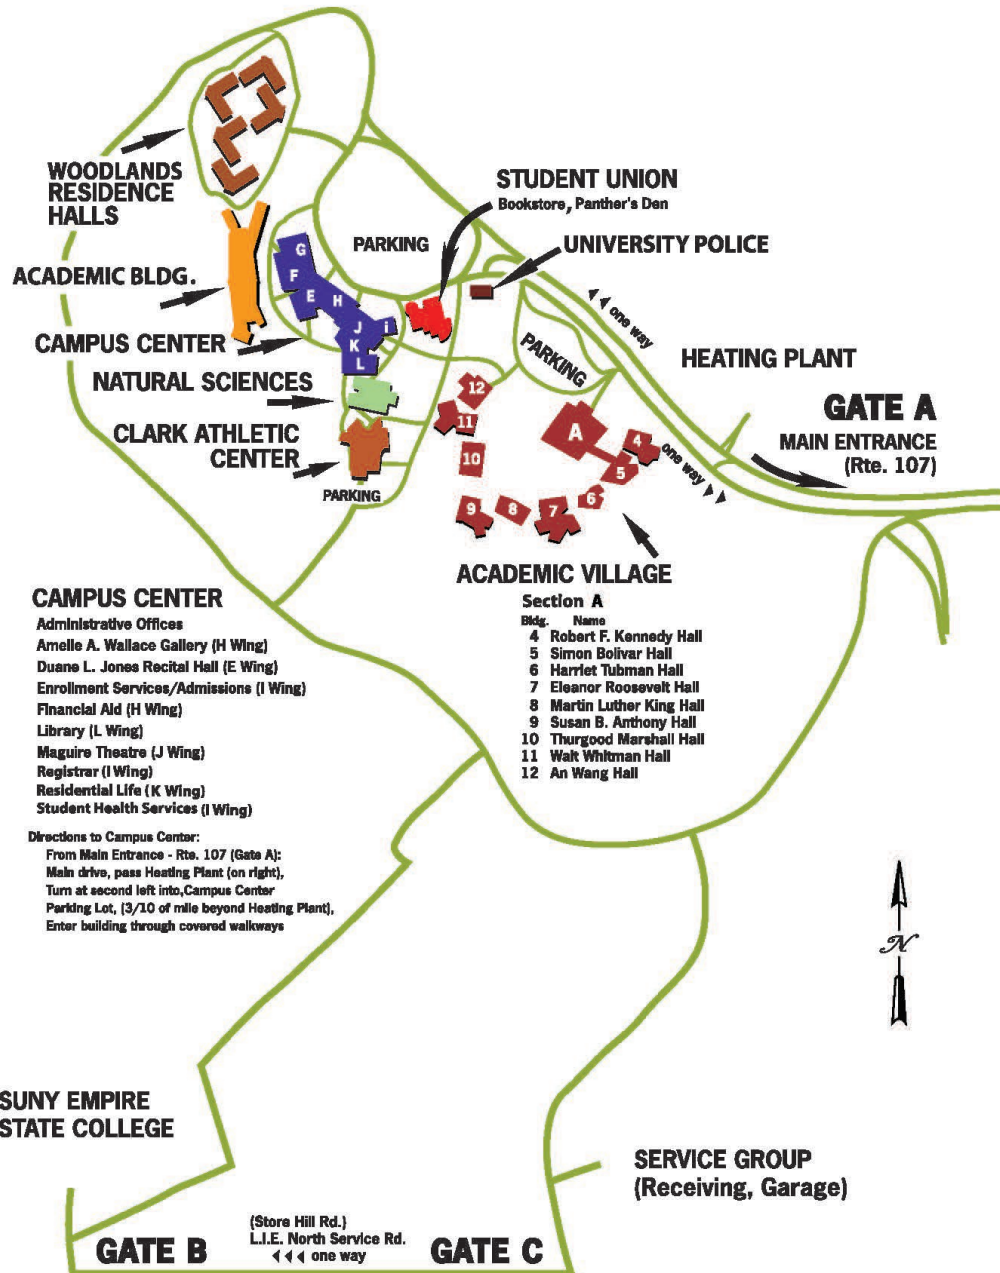 WOODLANDS
RESIDENCE
HALLS
STUDENT UNION
Bookstore, Panther's Den
PARKING
UNIVERSITY POLICE
ACADEMIC BLDG.
G
F
E
H
J
i
K
L
one way
CAMPUS CENTER
PARKING
HEATING PLANT
NATURAL SCIENCES
12
GATE A
MAIN ENTRANCE
(Rte. 107)
CLARK ATHLETIC
CENTER
11
A
4
one way
10
5
PARKING
6
9
8
7
ACADEMIC VILLAGE
Section A
Bldg. Name
4 Robert F. Kennedy Hall
5 Simon Bolivar Hall
6 Harriet Tubman Hall
7 Eleanor Roosevelt Hall
8 Martin Luther King Hall
9 Susan B. Anthony Hall
10 Thurgood Marshall Hall
11 Walt Whitman Hall
12 An Wang Hall
CAMPUS CENTER
Administrative Offices
Amelie A. Wallace Gallery (H Wing)
Duane L. Jones Recital Hall (E Wing)
Enrollment Services/Admissions (I Wing)
Financial Aid (H Wing)
Library (L Wing)
Maguire Theatre (J Wing)
Registrar (I Wing)
Residential Life (K Wing)
Student Health Services (I Wing)
Directions to Campus Center:
From Main Entrance - Rte. 107 (Gate A):
Main drive, pass Heating Plant (on right),
Turn at second left into,Campus Center
Parking Lot, (3/10 of mile beyond Heating Plant),
Enter building through covered walkways
N
SUNY EMPIRE
STATE COLLEGE
SERVICE GROUP
(Receiving, Garage)
GATE B
(Store Hill Rd.)
L.I.E. North Service Rd.
one way
GATE C